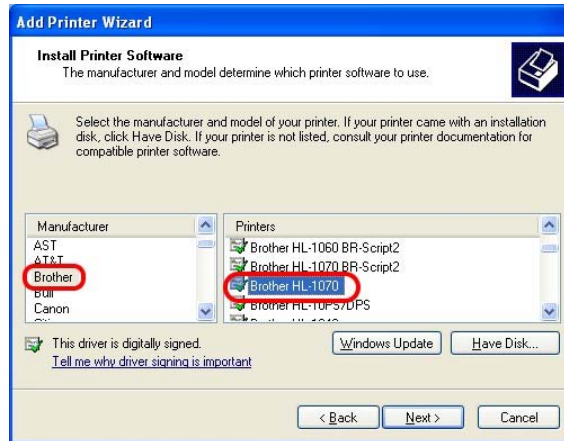 Add Printer Wizard
Install Printer Software
The manufacturer and model determine which printer software to use.
Select the manufacturer and model of your printer. If your printer came with an installation
disk, click Have Disk. If your printer is not listed, consult your printer documentation for
compatible printer software.
Manufacturer
AST
AT&T
Brother
Bull
Canon
Printers
Brother HL-1060 BR-Script2
Brother HL-1070 BR-Script2
Brother HL-1070
Brother HL-10PS7DPS
This driver is digitally signed.
Tell me why driver signing is important
Windows Update
Have Disk...
< Back
Next >
Cancel